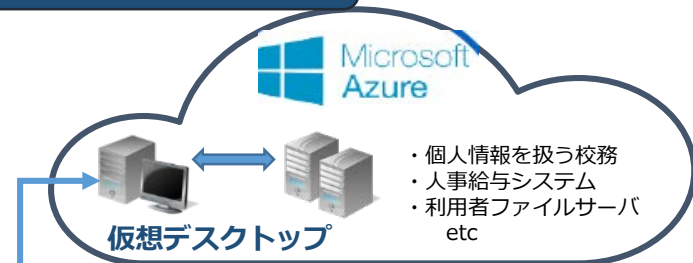 Microsoft
Azure
・個人情報を扱う校務
・人事給与システム
・利用者ファイルサーバ
etc
仮想デスクトップ